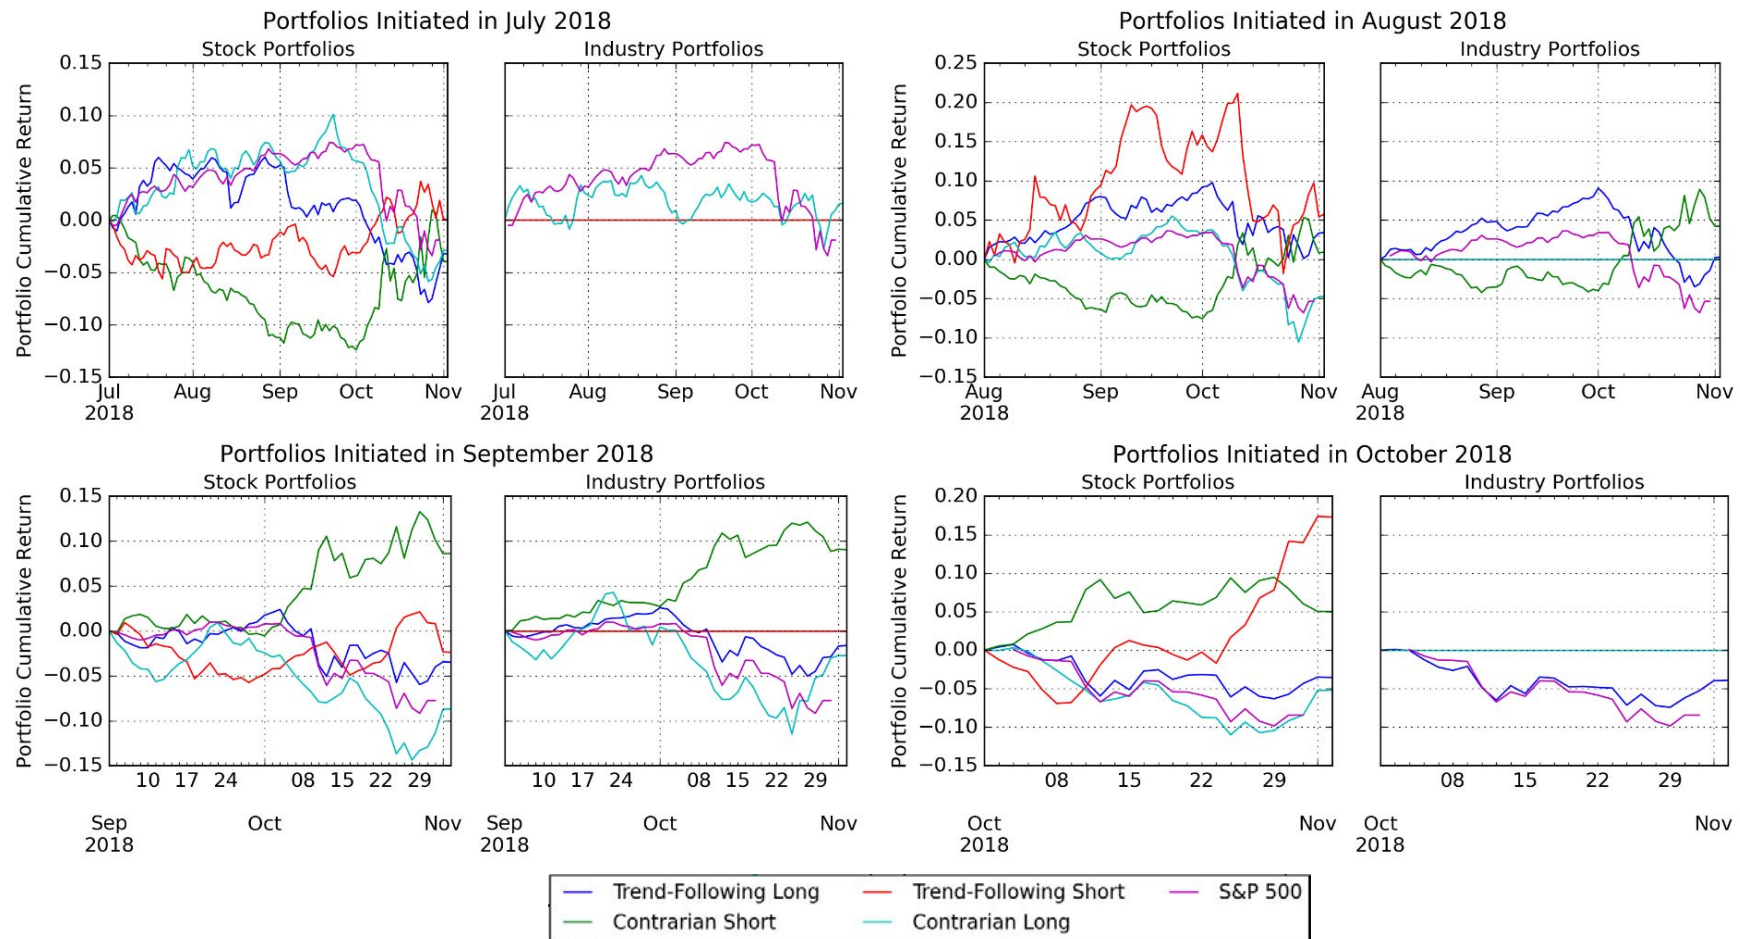 Portfolios Initiated in July 2018
Stock Portfolios
Industry Portfolios
Portfolio Cumulative Return
0.15
0.10
0.05
0.00
−0.05
−0.10
−0.15
Jul Aug Sep Oct Nov
2018
Jul Aug Sep Oct Nov
2018
Portfolios Initiated in August 2018
Stock Portfolios
Industry Portfolios
Portfolio Cumulative Return
0.25
0.20
0.15
0.10
0.05
0.00
−0.05
−0.10
−0.15
Aug Sep Oct Nov
2018
Aug Sep Oct Nov
2018
Portfolios Initiated in September 2018
Stock Portfolios
Industry Portfolios
Portfolio Cumulative Return
0.15
0.10
0.05
0.00
−0.05
−0.10
−0.15
10 17 24 08 15 22 29
Sep Oct Nov
2018
10 17 24 08 15 22 29
Sep Oct Nov
2018
Portfolios Initiated in October 2018
Stock Portfolios
Industry Portfolios
Portfolio Cumulative Return
0.20
0.15
0.10
0.05
0.00
−0.05
−0.10
−0.15
08 15 22 29
Oct Nov
2018
08 15 22 29
Oct Nov
2018
Trend-Following Long Trend-Following Short S&P 500
Contrarian Short Contrarian Long